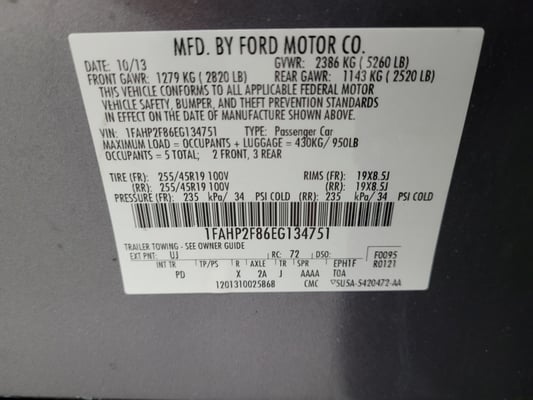 MFD. BY FORD MOTOR CO.
DATE: 10/13 GVWR: 2386 KG ( 5260 LB)
FRONT GAWR: 1279 KG ( 2820 LB) REAR GAWR: 1143 KG ( 2520 LB)
THIS VEHICLE CONFORMS TO ALL APPLICABLE FEDERAL MOTOR
VEHICLE SAFETY, BUMPER, AND THEFT PREVENTION STANDARDS
IN EFFECT ON THE DATE OF MANUFACTURE SHOWN ABOVE.
VIN: 1FAHP2F86EG134751 TYPE: Passenger Car
MAXIMUM LOAD = OCCUPANTS + LUGGAGE = 430KG/ 950LB
OCCUPANTS = 5 TOTAL; 2 FRONT, 3 REAR
TIRE (FR): 255/45R19 100V RIMS (FR): 19X8.5J
(RR): 255/45R19 100V (RR): 19X8.5J
PRESSURE (FR): 235 kPa/ 34 PSI COLD (RR): 235 kPa/ 34 PSI COLD
1FAHP2F86EG134751
TRAILER TOWING - SEE OWNER GUIDE
EXT PNT: UJ RC: 72 DSO: F0095
INT TR TP/PS R AXLE TR SPR EPHTF R0121
PD X 2A J AAAA T0A
1201310025868 CMC 5U5A-5420472-AA